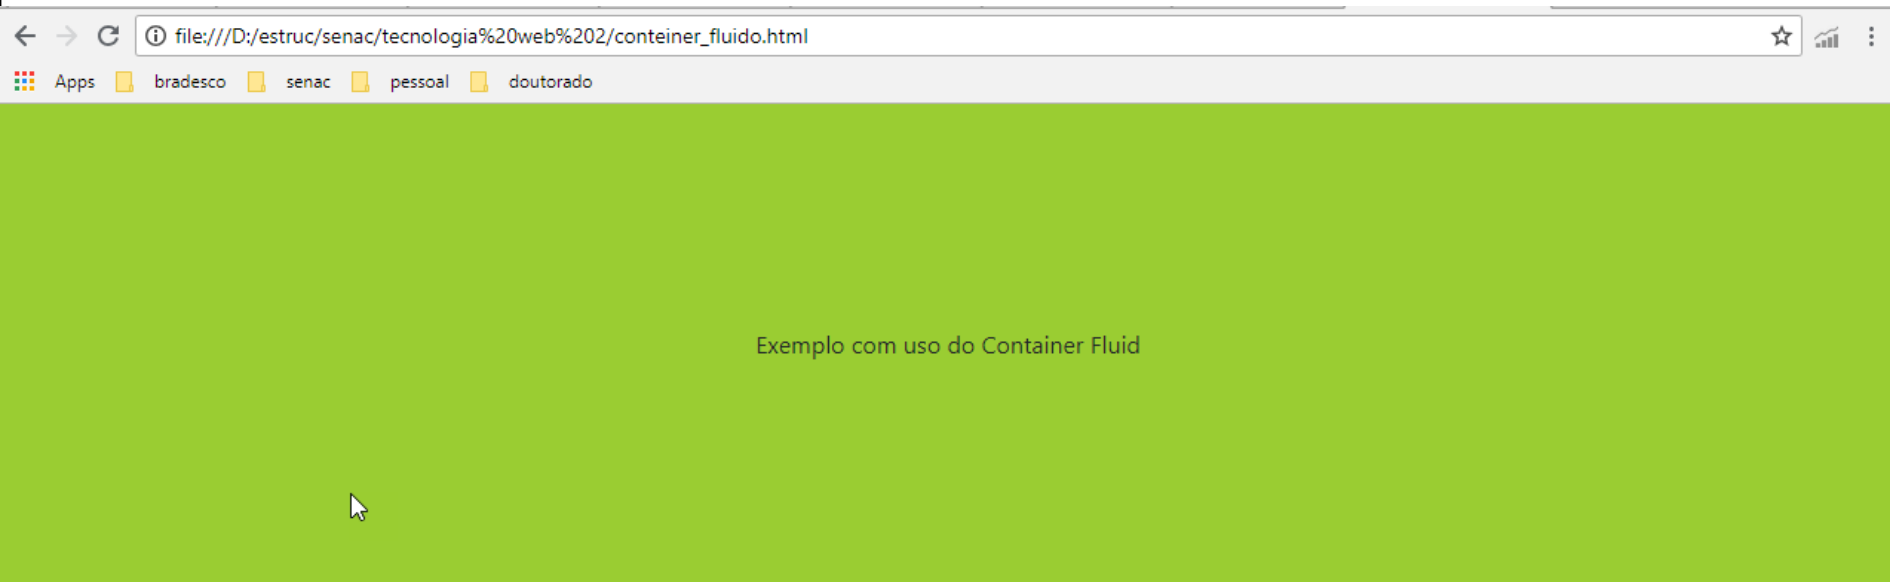 file:///D:/estruc/senac/tecnologia%20web%202/conteiner_fluido.html
Apps bradesco senac pessoal doutorado
Exemplo com uso do Container Fluid